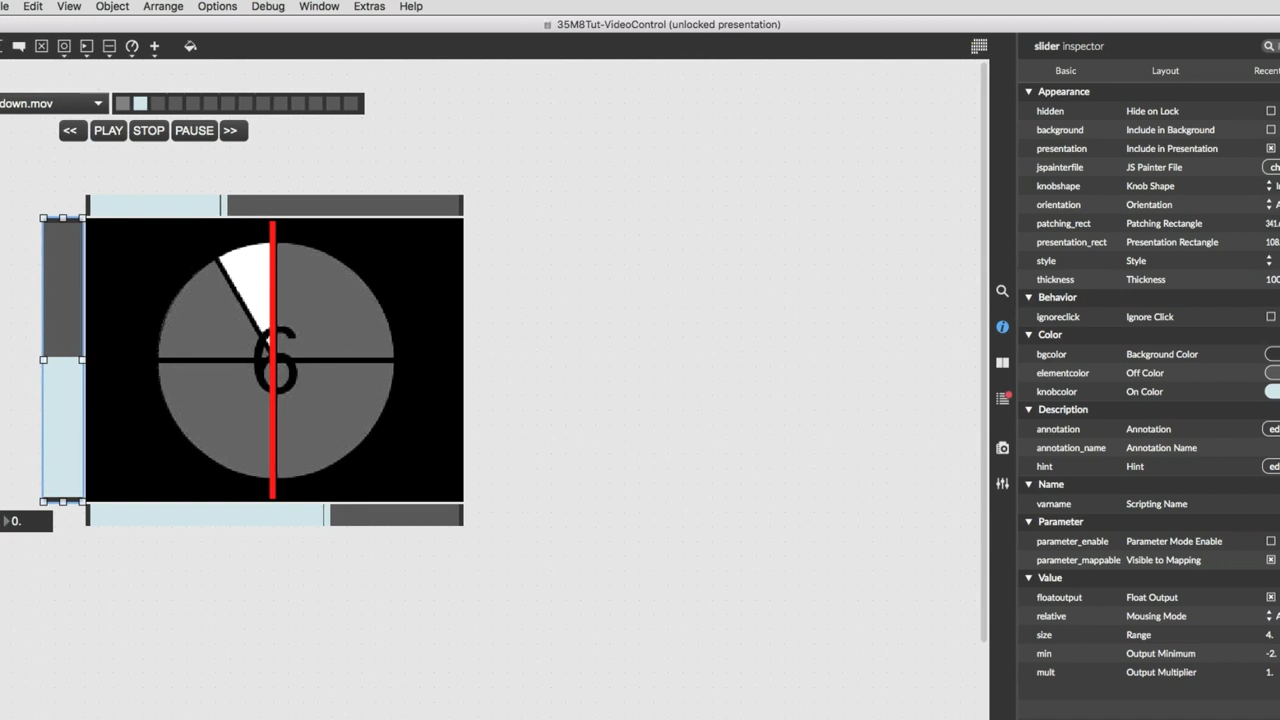 Edit View Object Arrange Options Debug Window Extras Help
35M8Tut-VideoControl (unlocked presentation)
slider inspector
Basic Layout Recent
down.mov
<< PLAY STOP PAUSE >>
6
0.
Appearance
hidden Hide on Lock
background Include in Background
presentation Include in Presentation
jspainterfile JS Painter File
knobshape Knob Shape
orientation Orientation
patching_rect Patching Rectangle 341.
presentation_rect Presentation Rectangle 108.
style Style
thickness Thickness 100
Behavior
ignoreclick Ignore Click
Color
bgcolor Background Color
elementcolor Off Color
knobcolor On Color
Description
annotation Annotation
annotation_name Annotation Name
hint Hint
Name
varname Scripting Name
Parameter
parameter_enable Parameter Mode Enable
parameter_mappable Visible to Mapping
Value
floatoutput Float Output
relative Mousing Mode
size Range 4.
min Output Minimum -2.
mult Output Multiplier 1.